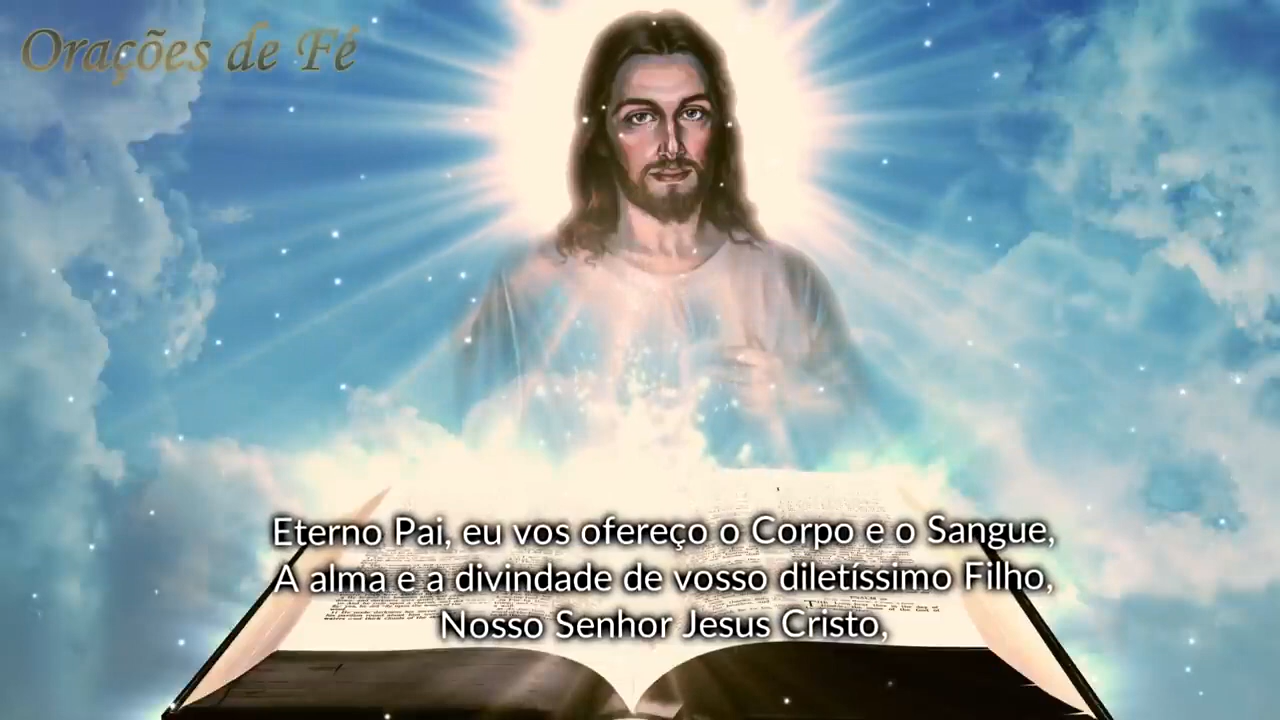 Orações de Fé
Eterno Pai, eu vos ofereço o Corpo e o Sangue,
A alma e a divindade de vosso diletíssimo Filho,
Nosso Senhor Jesus Cristo,